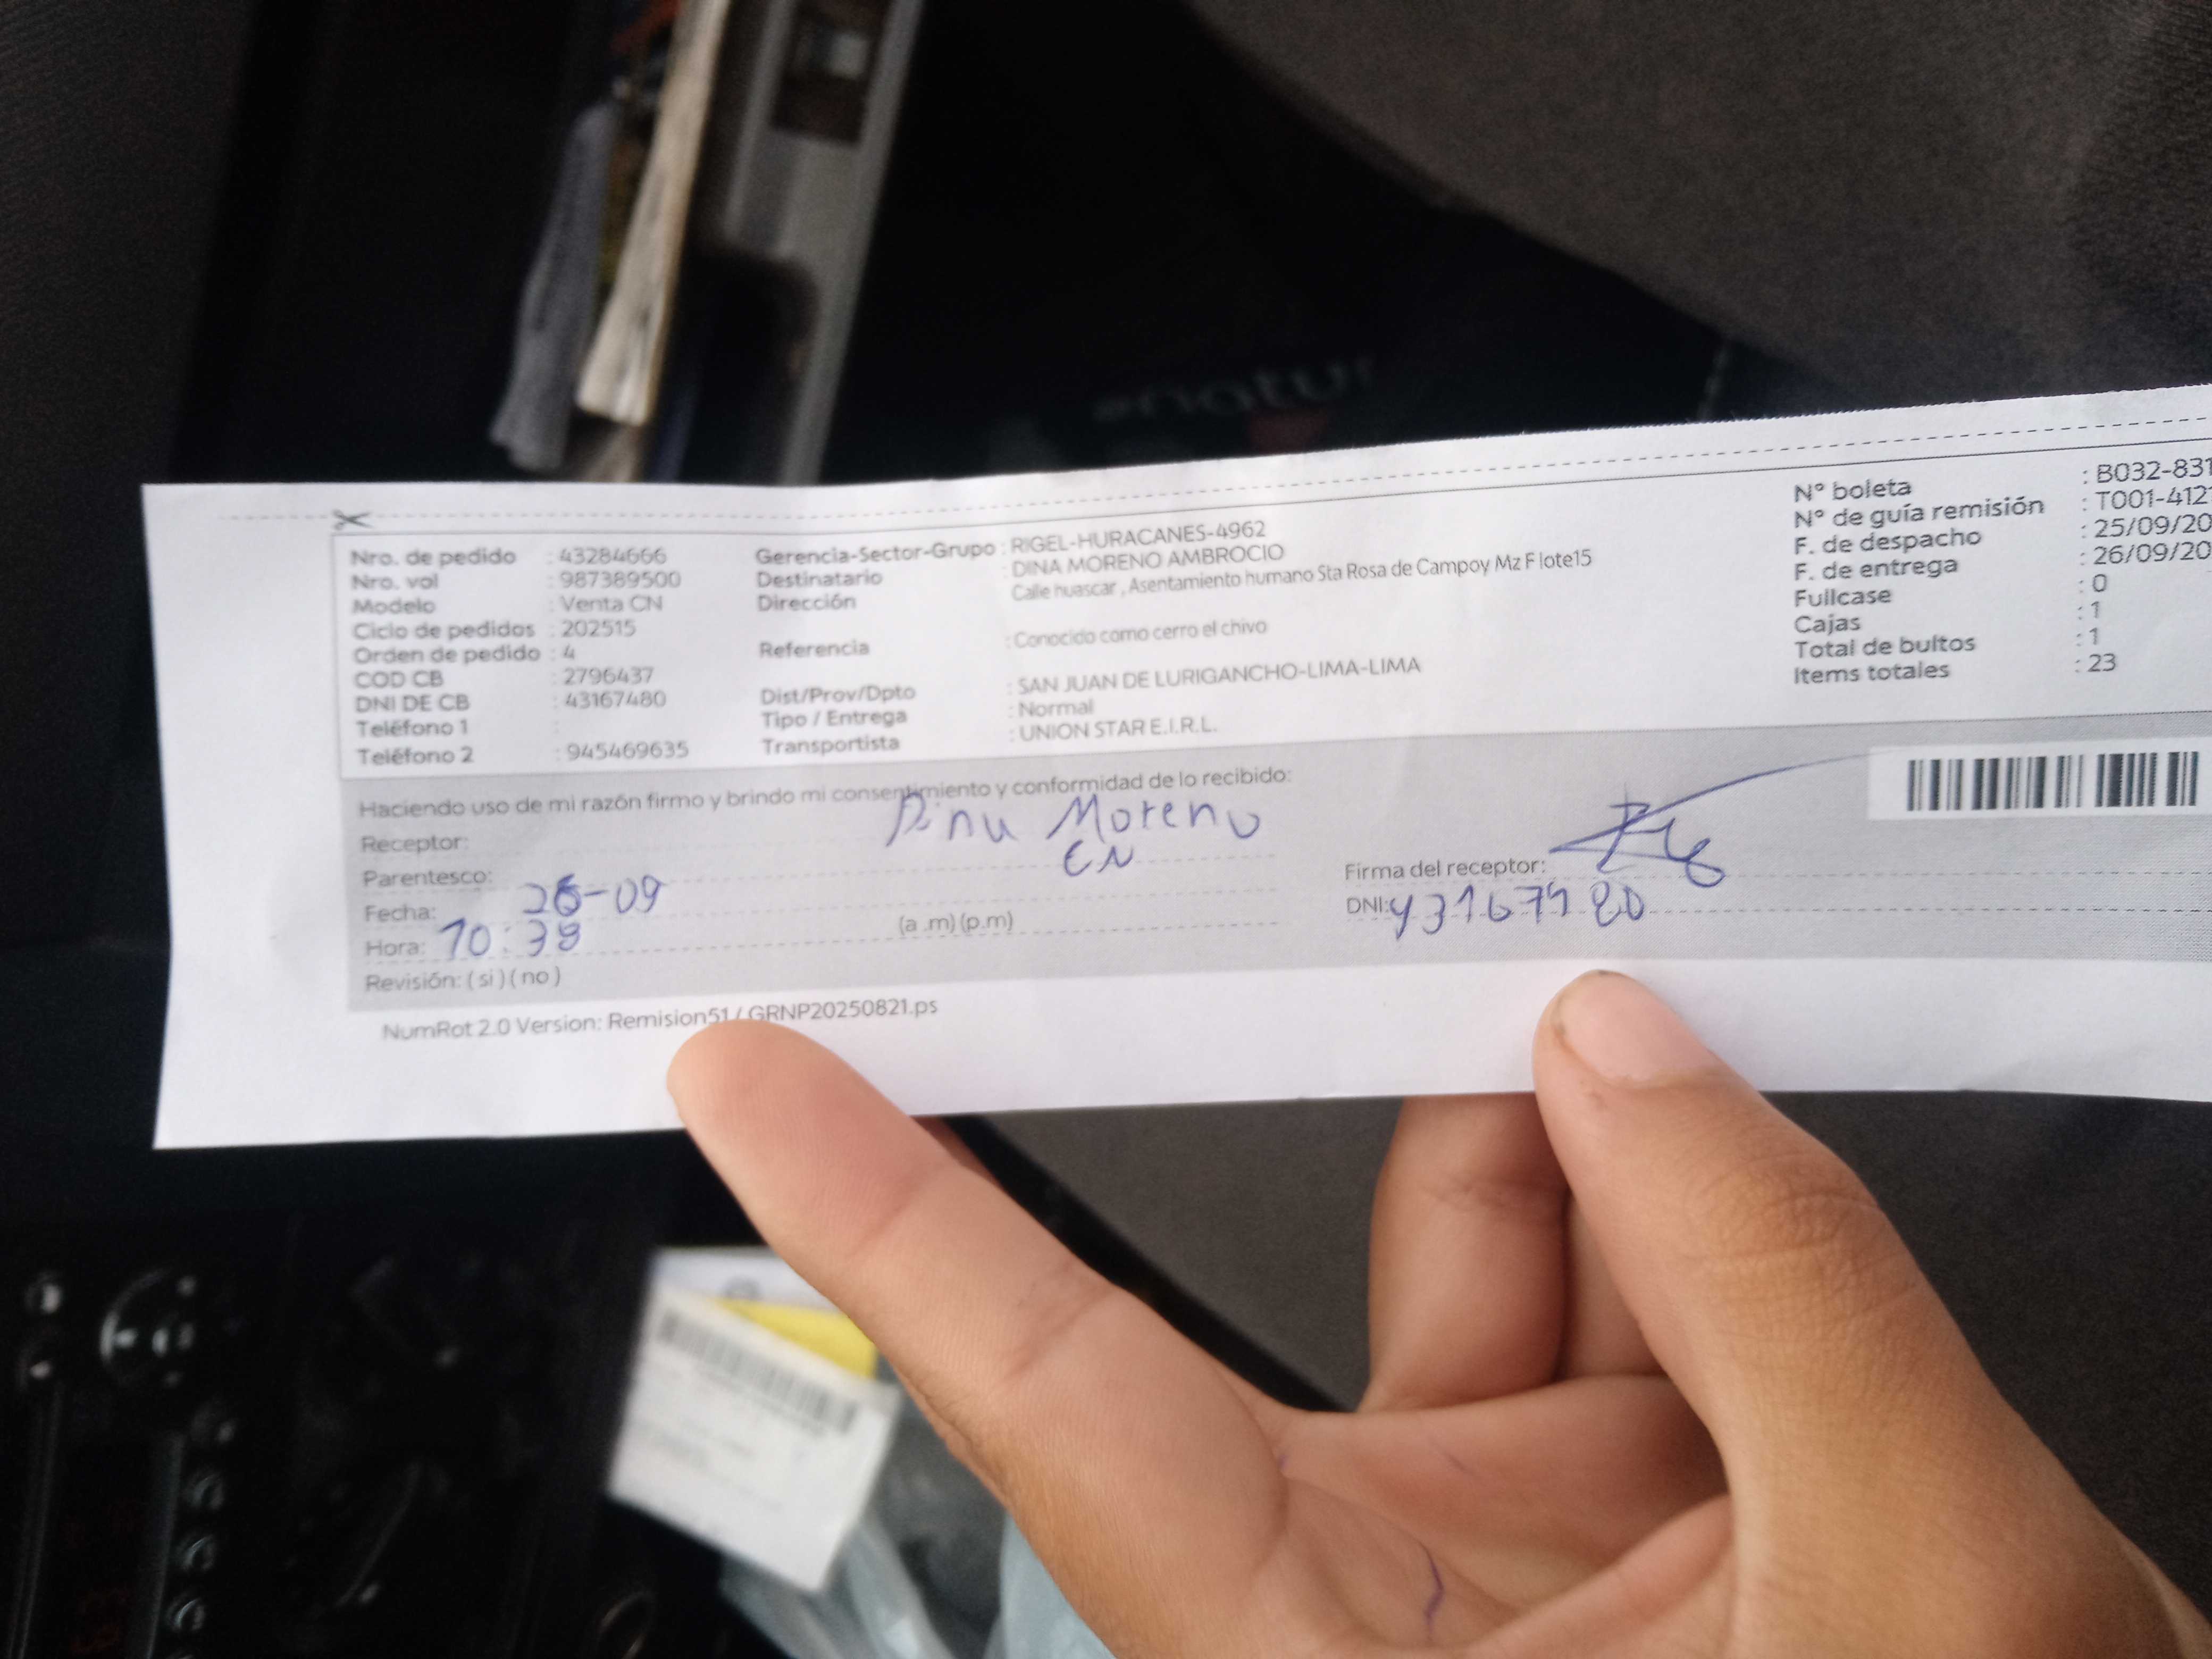 Nro. de pedido : 43284666
Nro. vol : 987389500
Modelo : Venta CN
Ciclo de pedidos : 202515
Orden de pedido : 4
COD CB : 2796437
DNI DE CB : 43167480
Teléfono 1 :
Teléfono 2 : 945469635
Gerencia-Sector-Grupo : RIGEL-HURACANES-4962
Destinatario : DINA MORENO AMBROCIO
Dirección : Calle huascar , Asentamiento humano Sta Rosa de Campoy Mz F lote15
Referencia : Conocido como cerro el chivo
Dist/Prov/Dpto : SAN JUAN DE LURIGANCHO-LIMA-LIMA
Tipo / Entrega : Normal
Transportista : UNION STAR E.I.R.L.
N° boleta : B032-831
N° de guía remisión : T001-412
F. de despacho : 25/09/20
F. de entrega : 26/09/20
Fullcase : 0
Cajas : 1
Total de bultos : 1
Items totales : 23
Haciendo uso de mi razón firmo y brindo mi consentimiento y conformidad de lo recibido:
Receptor: Dina Moreno
Parentesco: CN
Fecha: 26-09
Hora: 10:38 (a .m) (p.m)
Revisión: ( si ) ( no )
Firma del receptor:
DNI: 43167480
NumRot 2.0 Version: Remision51 / GRNP20250821.ps